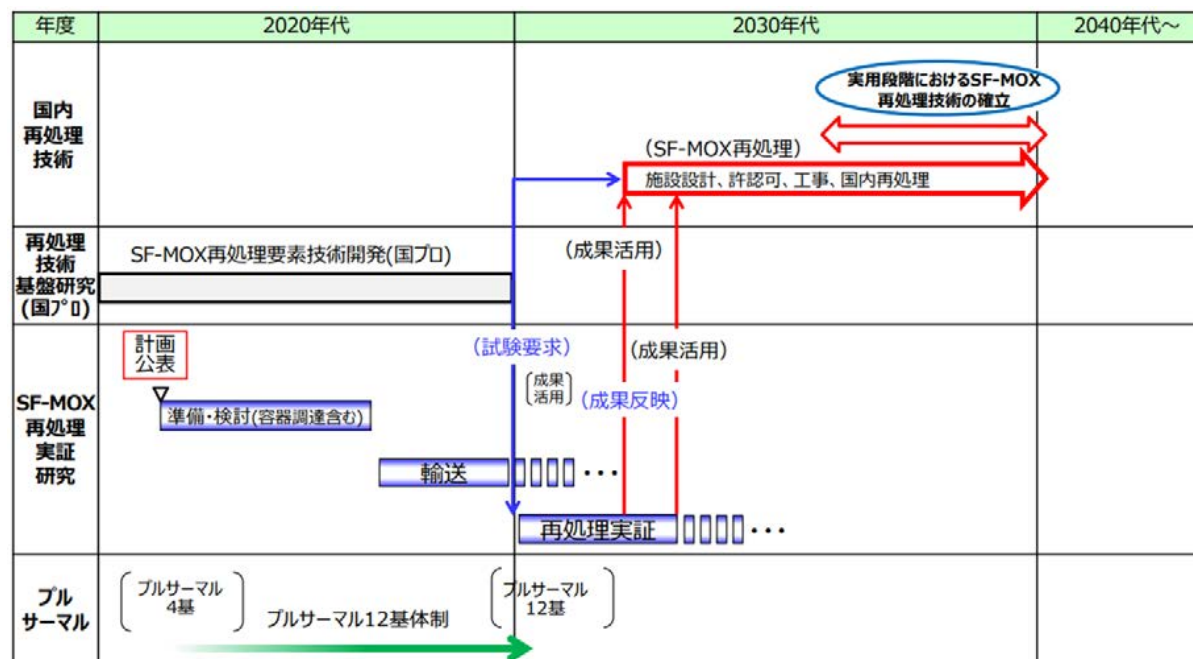 年度
2020年代
2030年代
2040年代～
国内
再処理
技術
実用段階におけるSF-MOX
再処理技術の確立
（SF-MOX再処理）
施設設計、許認可、工事、国内再処理
再処理
技術
基盤研究
(国ﾌﾟﾛ)
SF-MOX再処理要素技術開発(国プロ)
（成果活用）
SF-MOX
再処理
実証
研究
計画
公表
準備・検討(容器調達含む)
（試験要求）
（成果活用）
成果
活用
（成果反映）
輸送
･･･
再処理実証
･･･
プル
サーマル
プルサーマル
4基
プルサーマル12基体制
プルサーマル
12基